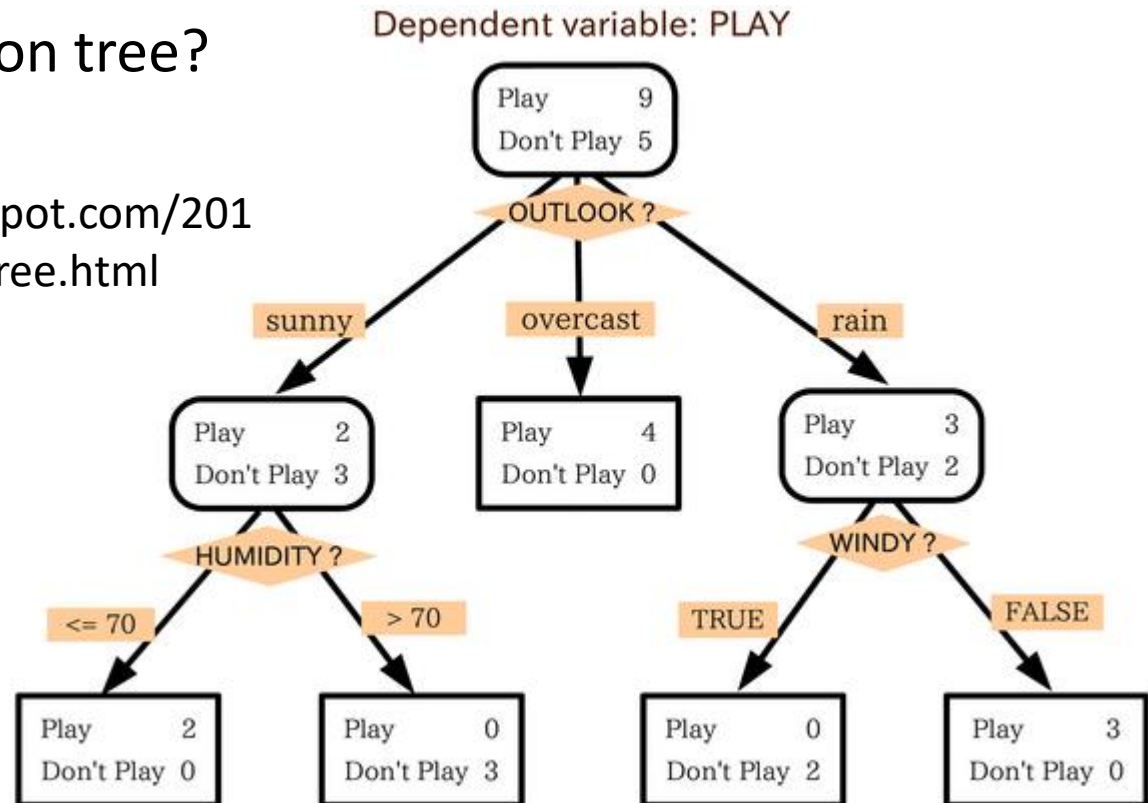 on tree?
pot.com/201
ree.html
Dependent variable: PLAY
Play 9
Don't Play 5
OUTLOOK ?
sunny
overcast
rain
Play 2
Don't Play 3
Play 4
Don't Play 0
Play 3
Don't Play 2
HUMIDITY ?
WINDY ?
<= 70
> 70
TRUE
FALSE
Play 2
Don't Play 0
Play 0
Don't Play 3
Play 0
Don't Play 2
Play 3
Don't Play 0